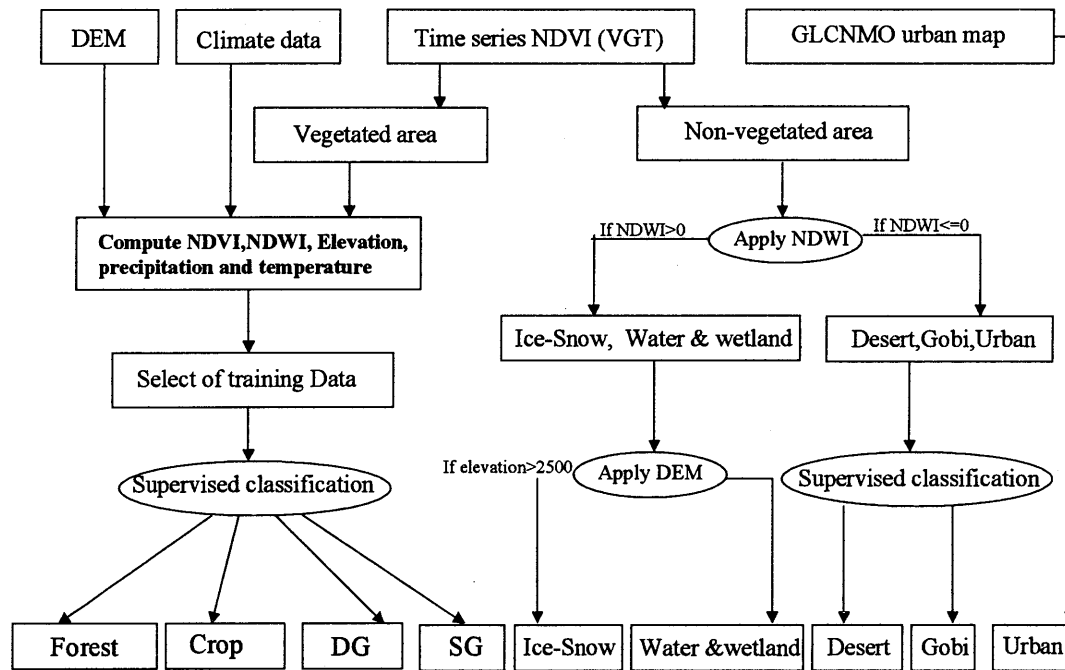 DEM
Climate data
Time series NDVI (VGT)
GLCNMO urban map
Vegetated area
Non-vegetated area
Compute NDVI,NDWI, Elevation,
precipitation and temperature
If NDWI>0
Apply NDWI
If NDWI<=0
Ice-Snow, Water & wetland
Desert,Gobi,Urban
Select of training Data
If elevation>2500
Apply DEM
Supervised classification
Supervised classification
Forest
Crop
DG
SG
Ice-Snow
Water &wetland
Desert
Gobi
Urban